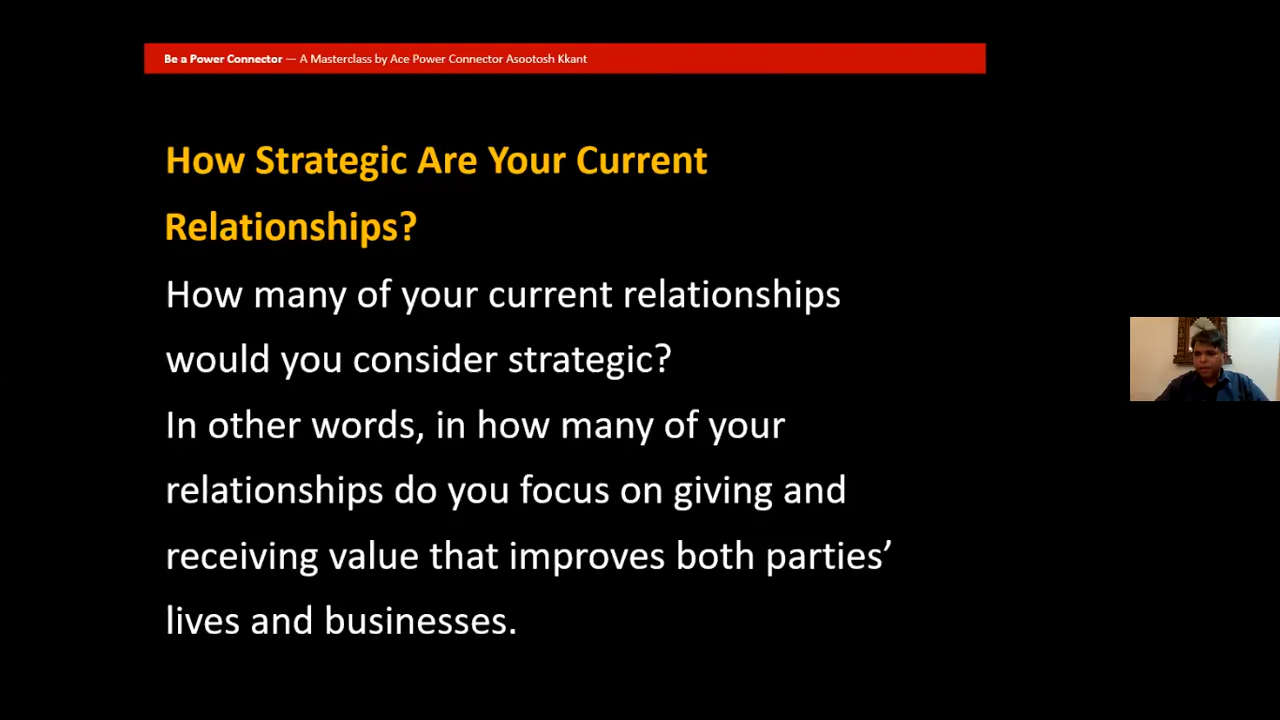 Be a Power Connector — A Masterclass by Ace Power Connector Asootosh Kkant
How Strategic Are Your Current
Relationships?
How many of your current relationships
would you consider strategic?
In other words, in how many of your
relationships do you focus on giving and
receiving value that improves both parties’
lives and businesses.